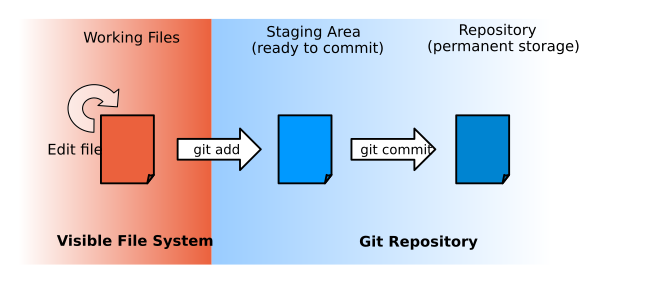 Working Files
Staging Area
(ready to commit)
Repository
(permanent storage)
Edit file
git add
git commit
Visible File System
Git Repository